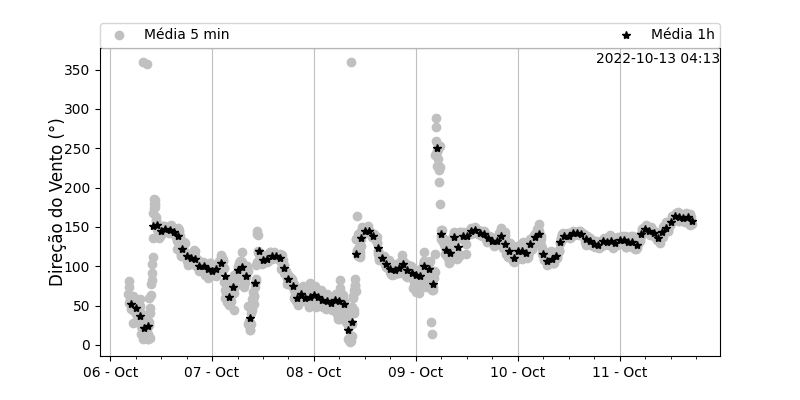 Média 5 min
Média 1h
2022-10-13 04:13
Direção do Vento (°)
350
300
250
200
150
100
50
0
06 - Oct
07 - Oct
08 - Oct
09 - Oct
10 - Oct
11 - Oct